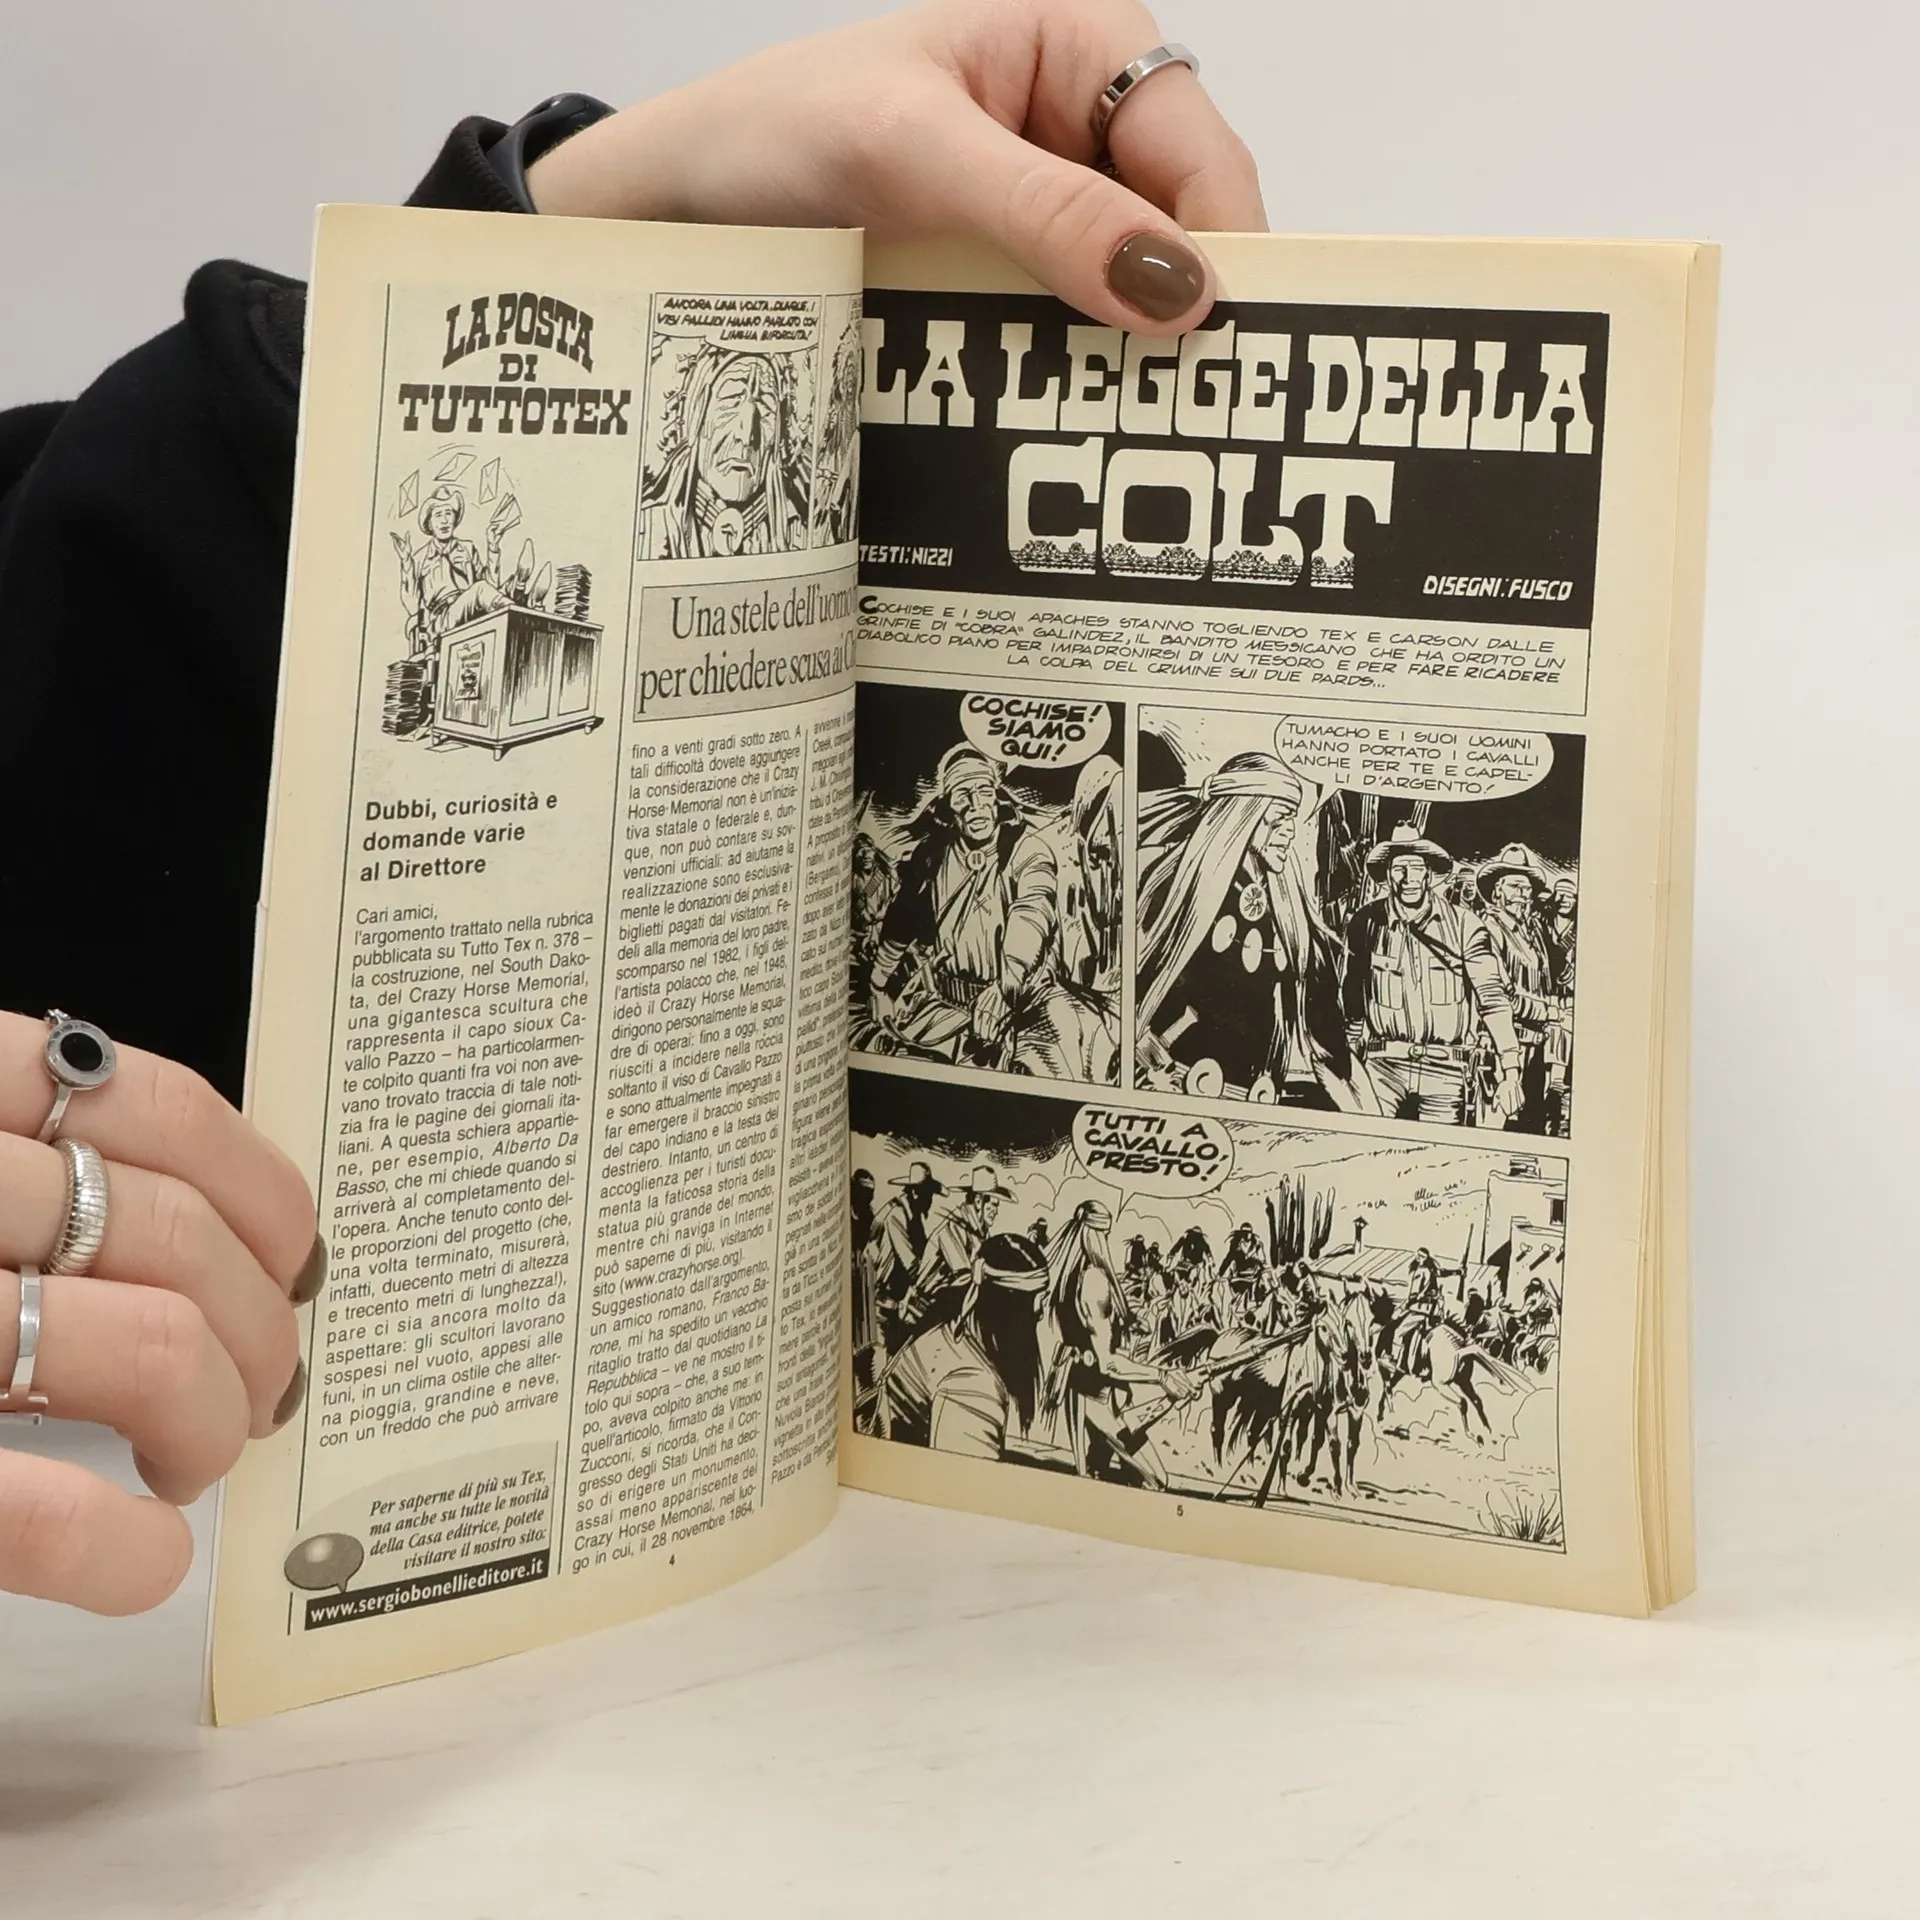 LA POSTA
DI
TUTTOTEX
Dubbi, curiosità e
domande varie
al Direttore
Cari amici,
l'argomento trattato nella rubrica
pubblicata su Tutto Tex n. 378 –
la costruzione, nel South Dako-
ta, del Crazy Horse Memorial,
una gigantesca scultura che
rappresenta il capo sioux Ca-
vallo Pazzo – ha particolarmen-
te colpito quanti fra voi non ave-
vano trovato traccia di tale noti-
zia fra le pagine dei giornali ita-
liani. A questa schiera appartie-
ne, per esempio, Alberto Da
Basso, che mi chiede quando si
arriverà al completamento del-
l'opera. Anche tenuto conto del-
le proporzioni del progetto (che,
una volta terminato, misurerà,
infatti, duecento metri di altezza
e trecento metri di lunghezza!),
pare ci sia ancora molto da
aspettare: gli scultori lavorano
sospesi nel vuoto, appesi alle
funi, in un clima ostile che alter-
na pioggia, grandine e neve,
con un freddo che può arrivare
Per saperne di più su Tex,
ma anche su tutte le novità
della Casa editrice, potete
visitare il nostro sito:
www.sergiobonellieditore.it
ANCORA UNA VOLTA, DUNQUE, I
VISI PALLIDI HANNO PARLATO CON
LINGUA BIFORCUTA!
Una stele dell'uomo
per chiedere scusa ai
fino a venti gradi sotto zero. A
tali difficoltà dovete aggiungere
la considerazione che il Crazy
Horse-Memorial non è un'inizia-
tiva statale o federale e, dun-
que, non può contare su sov-
venzioni ufficiali: ad aiutarne la
realizzazione sono esclusiva-
mente le donazioni dei privati e i
biglietti pagati dai visitatori. Fe-
deli alla memoria del loro padre,
scomparso nel 1982, i figli del-
l'artista polacco che, nel 1948,
ideò il Crazy Horse Memorial,
dirigono personalmente le squa-
dre di operai: fino a oggi, sono
riusciti a incidere nella roccia
soltanto il viso di Cavallo Pazzo
e sono attualmente impegnati a
far emergere il braccio sinistro
del capo indiano e la testa del
destriero. Intanto, un centro di
accoglienza per i turisti docu-
menta la faticosa storia della
statua più grande del mondo,
mentre chi naviga in Internet
può saperne di più, visitando il
sito (www.crazyhorse.org).
Suggestionato dall'argomento,
un amico romano, Franco Ba-
rone, mi ha spedito un vecchio
ritaglio tratto dal quotidiano La
Repubblica – ve ne mostro il ti-
tolo qui sopra – che, a suo tem-
po, aveva colpito anche me: in
quell'articolo, firmato da Vittorio
Zucconi, si ricorda, che il Con-
gresso degli Stati Uniti ha deci-
so di erigere un monumento,
assai meno appariscente del
Crazy Horse Memorial, nel luo-
go in cui, il 28 novembre 1864,
4
LA LEGGE DELLA
COLT
TESTI: NIZZI
DISEGNI: FUSCO
COCHISE E I SUOI APACHES STANNO TOGLIENDO TEX E CARSON DALLE
GRINFIE DI "COBRA" GALINDEZ, IL BANDITO MESSICANO CHE HA ORDITO UN
DIABOLICO PIANO PER IMPADRONIRSI DI UN TESORO E PER FARE RICADERE
LA COLPA DEL CRIMINE SUI DUE PARDS...
COCHISE!
SIAMO
QUI!
TUMACHO E I SUOI UOMINI
HANNO PORTATO I CAVALLI
ANCHE PER TE E CAPEL-
LI D'ARGENTO!
TUTTI A
CAVALLO,
PRESTO!
5